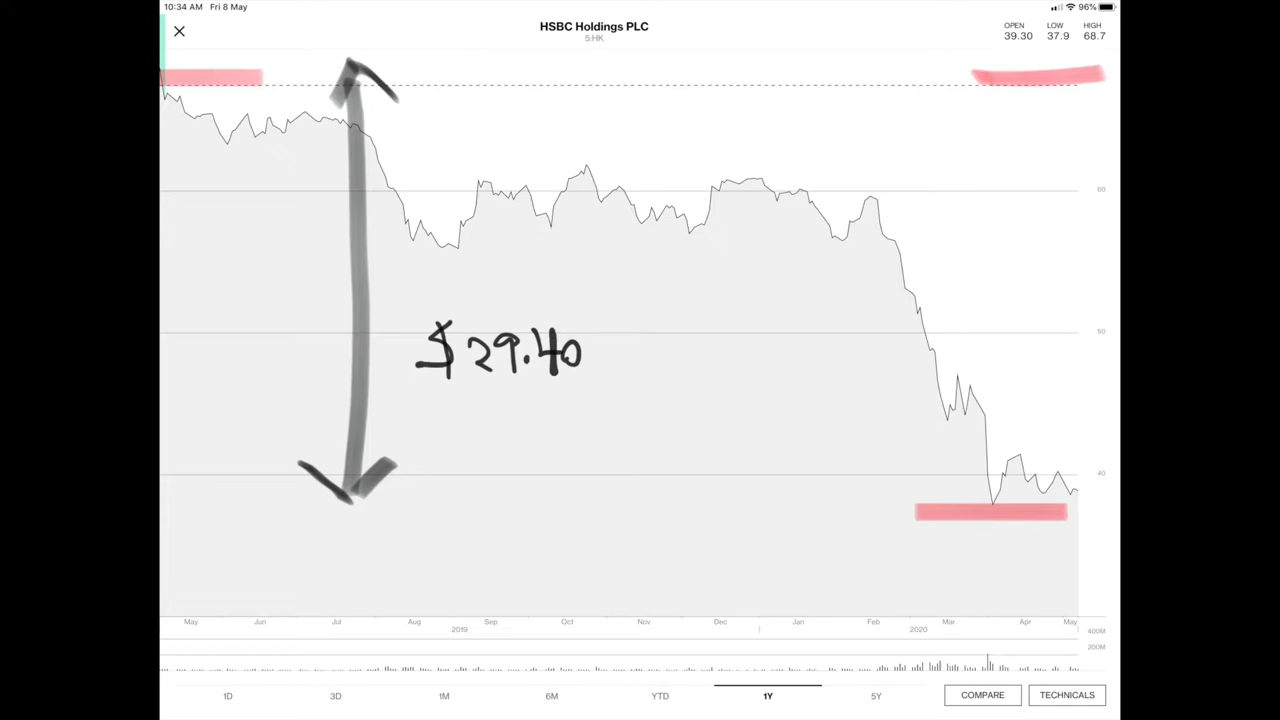 10:34 AM Fri 8 May 96%
HSBC Holdings PLC
5:HK
OPEN LOW HIGH
39.30 37.9 68.7
60
$29.40
50
40
May Jun Jul Aug Sep Oct Nov Dec Jan Feb Mar Apr May
2019 2020
400M
200M
1D 3D 1M 6M YTD 1Y 5Y COMPARE TECHNICALS